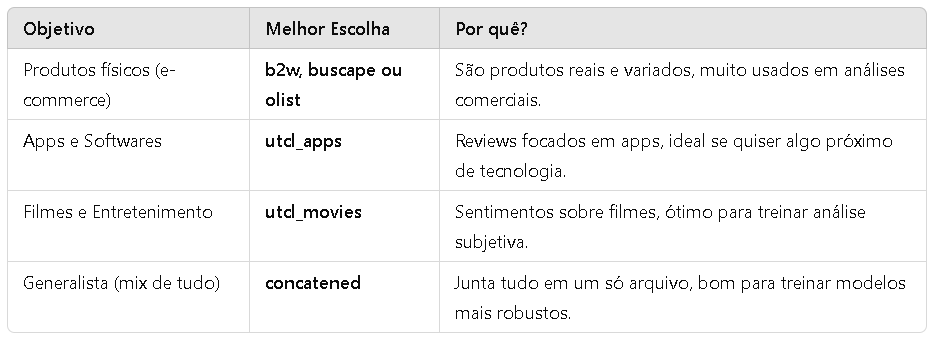 Objetivo Melhor Escolha Por quê?
Produtos físicos (e-commerce) b2w, buscape ou olist São produtos reais e variados, muito usados em análises comerciais.
Apps e Softwares utcl_apps Reviews focados em apps, ideal se quiser algo próximo de tecnologia.
Filmes e Entretenimento utcl_movies Sentimentos sobre filmes, ótimo para treinar análise subjetiva.
Generalista (mix de tudo) concatened Junta tudo em um só arquivo, bom para treinar modelos mais robustos.